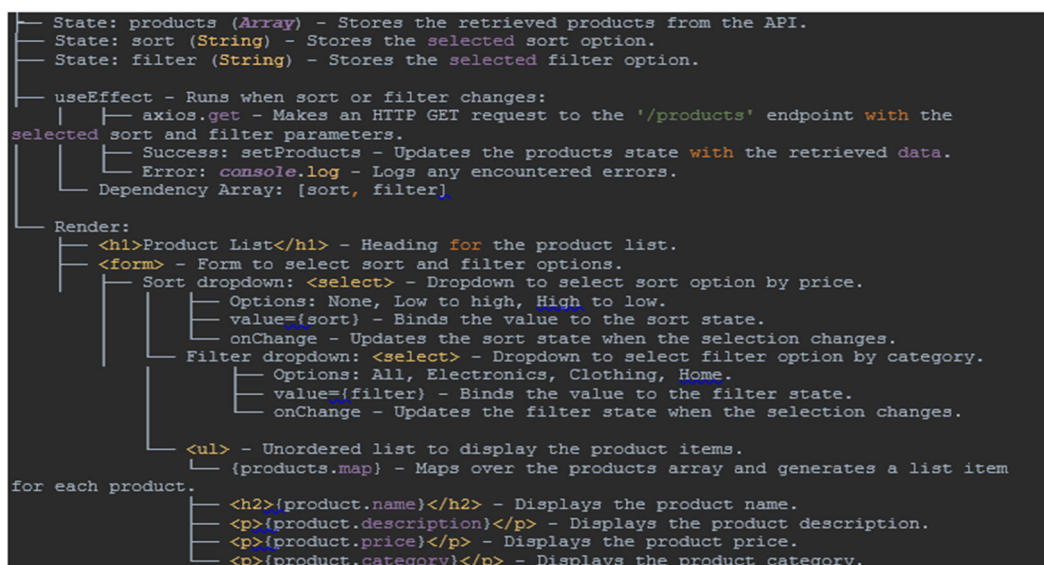 ├── State: products (Array) - Stores the retrieved products from the API.
├── State: sort (String) - Stores the selected sort option.
├── State: filter (String) - Stores the selected filter option.
├── useEffect - Runs when sort or filter changes:
│ ├── axios.get - Makes an HTTP GET request to the '/products' endpoint with the
selected sort and filter parameters.
│ │ ├── Success: setProducts - Updates the products state with the retrieved data.
│ │ └── Error: console.log - Logs any encountered errors.
│ └── Dependency Array: [sort, filter]
└── Render:
├── <h1>Product List</h1> - Heading for the product list.
├── <form> - Form to select sort and filter options.
│ ├── Sort dropdown: <select> - Dropdown to select sort option by price.
│ │ ├── Options: None, Low to high, High to low.
│ │ ├── value={sort} - Binds the value to the sort state.
│ │ └── onChange - Updates the sort state when the selection changes.
│ └── Filter dropdown: <select> - Dropdown to select filter option by category.
│ ├── Options: All, Electronics, Clothing, Home.
│ ├── value={filter} - Binds the value to the filter state.
│ └── onChange - Updates the filter state when the selection changes.
└── <ul> - Unordered list to display the product items.
└── {products.map} - Maps over the products array and generates a list item
for each product.
├── <h2>{product.name}</h2> - Displays the product name.
├── <p>{product.description}</p> - Displays the product description.
├── <p>{product.price}</p> - Displays the product price.
└── <p>{product.category}</p> - Displays the product category.